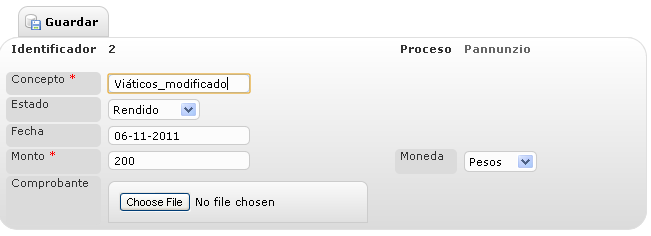 Guardar
Identificador 2 Proceso Pannunzio
Concepto * Viáticos_modificado
Estado Rendido
Fecha 06-11-2011
Monto * 200 Moneda Pesos
Comprobante
Choose File No file chosen